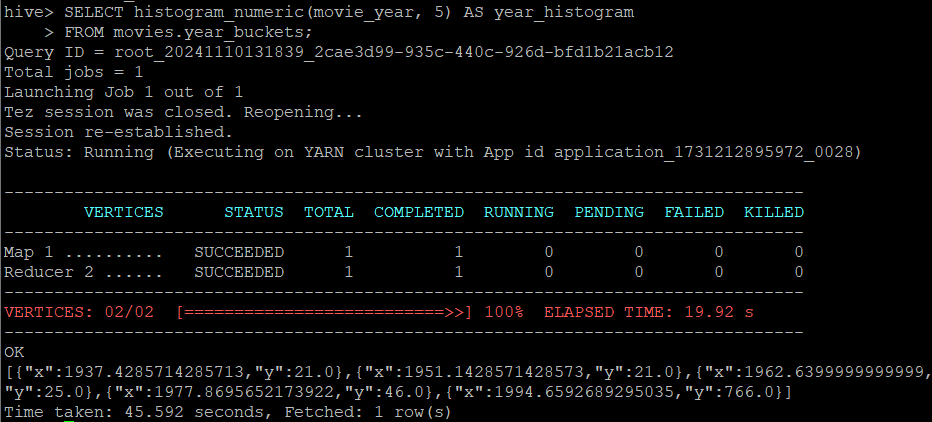 hive> SELECT histogram_numeric(movie_year, 5) AS year_histogram
    > FROM movies.year_buckets;
Query ID = root_20241110131839_2cae3d99-935c-440c-926d-bfd1b21acb12
Total jobs = 1
Launching Job 1 out of 1
Tez session was closed. Reopening...
Session re-established.
Status: Running (Executing on YARN cluster with App id application_1731212895972_0028)
--------------------------------------------------------------------------------
        VERTICES      STATUS  TOTAL  COMPLETED  RUNNING  PENDING  FAILED  KILLED
--------------------------------------------------------------------------------
Map 1 ..........   SUCCEEDED      1          1        0        0       0       0
Reducer 2 ......   SUCCEEDED      1          1        0        0       0       0
--------------------------------------------------------------------------------
VERTICES: 02/02  [==========================>>] 100%  ELAPSED TIME: 19.92 s
--------------------------------------------------------------------------------
OK
[{"x":1937.4285714285713,"y":21.0},{"x":1951.1428571428573,"y":21.0},{"x":1962.6399999999999,
"y":25.0},{"x":1977.8695652173922,"y":46.0},{"x":1994.6592689295035,"y":766.0}]
Time taken: 45.592 seconds, Fetched: 1 row(s)